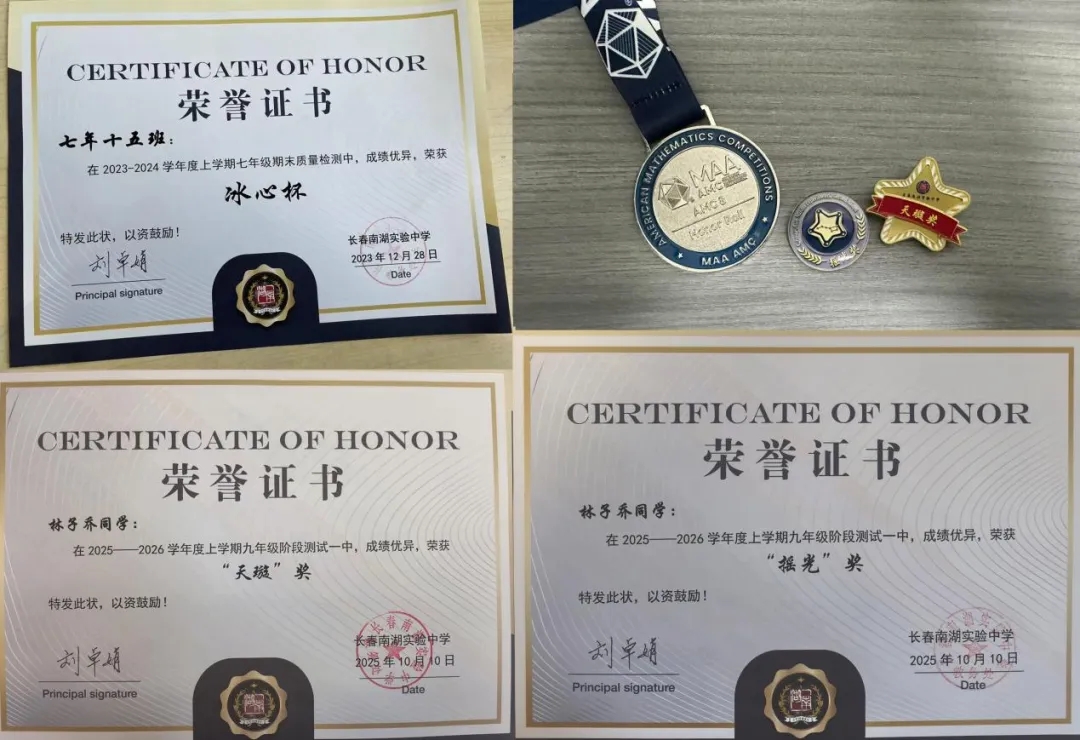 CERTIFICATE OF HONOR
荣誉证书
七年十五班：
在 2023-2024 学年度上学期七年级期末质量检测中，成绩优异，荣获
冰心杯
特发此状，以资鼓励！
刘卓娟
Principal signature
长春南湖实验中学
2023 年 12 月 28 日
Date
AMERICAN MATHEMATICS COMPETITIONS
MAA
AMC
AMC 8
Honor Roll
MAA AMC
天璇奖
CERTIFICATE OF HONOR
荣誉证书
林子乔同学：
在 2025——2026 学年度上学期九年级阶段测试一中，成绩优异，荣获
“天璇”奖
特发此状，以资鼓励！
刘卓娟
Principal signature
长春南湖实验中学
2025 年 10 月 10 日
Date
CERTIFICATE OF HONOR
荣誉证书
林子乔同学：
在 2025——2026 学年度上学期九年级阶段测试一中，成绩优异，荣获
“摇光”奖
特发此状，以资鼓励！
刘卓娟
Principal signature
长春南湖实验中学
2025 年 10 月 10 日
Date